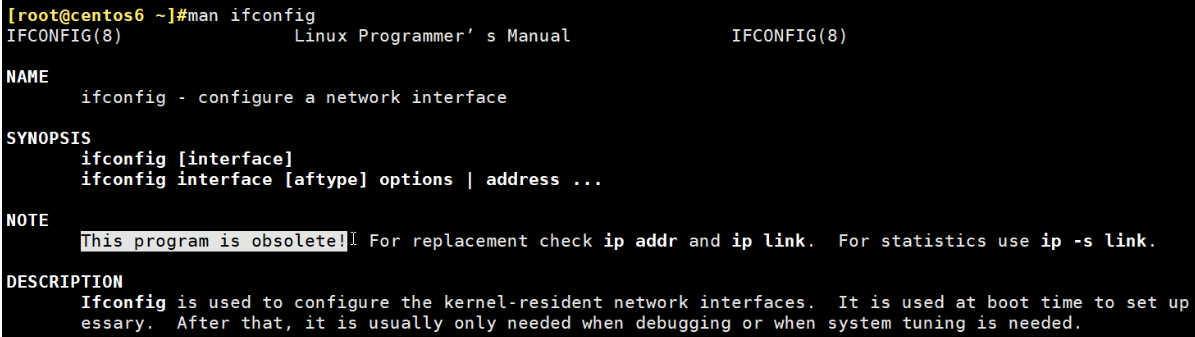 [root@centos6 ~]#man ifconfig
IFCONFIG(8) Linux Programmer’ s Manual IFCONFIG(8)
NAME
ifconfig - configure a network interface
SYNOPSIS
ifconfig [interface]
ifconfig interface [aftype] options | address ...
NOTE
This program is obsolete! For replacement check ip addr and ip link. For statistics use ip -s link.
DESCRIPTION
Ifconfig is used to configure the kernel-resident network interfaces. It is used at boot time to set up
essary. After that, it is usually only needed when debugging or when system tuning is needed.